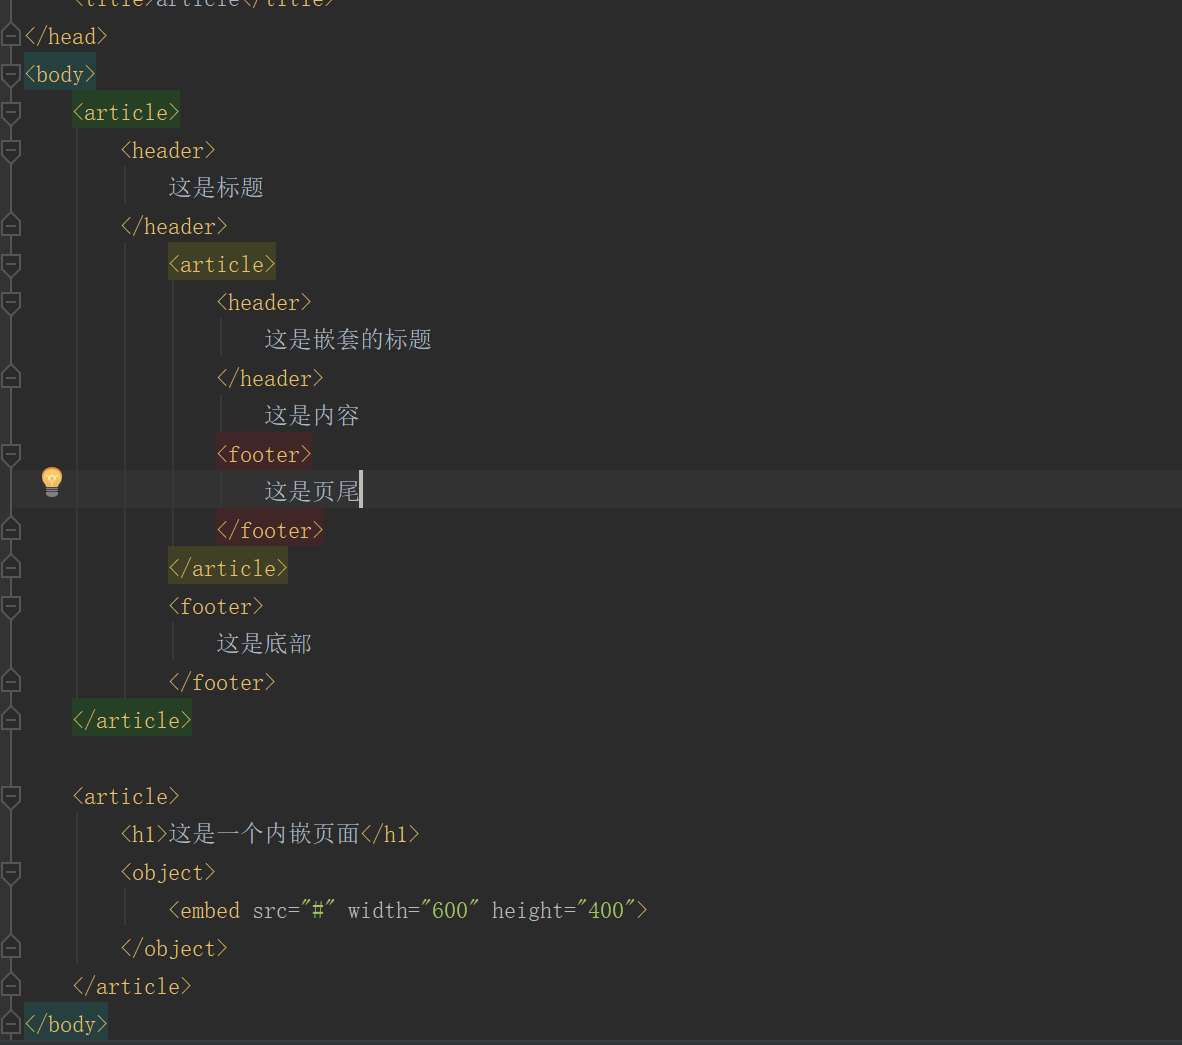 <title>article</title>
</head>
<body>
<article>
<header>
这是标题
</header>
<article>
<header>
这是嵌套的标题
</header>
这是内容
<footer>
这是页尾
</footer>
</article>
<footer>
这是底部
</footer>
</article>
<article>
<h1>这是一个内嵌页面</h1>
<object>
<embed src="#" width="600" height="400">
</object>
</article>
</body>